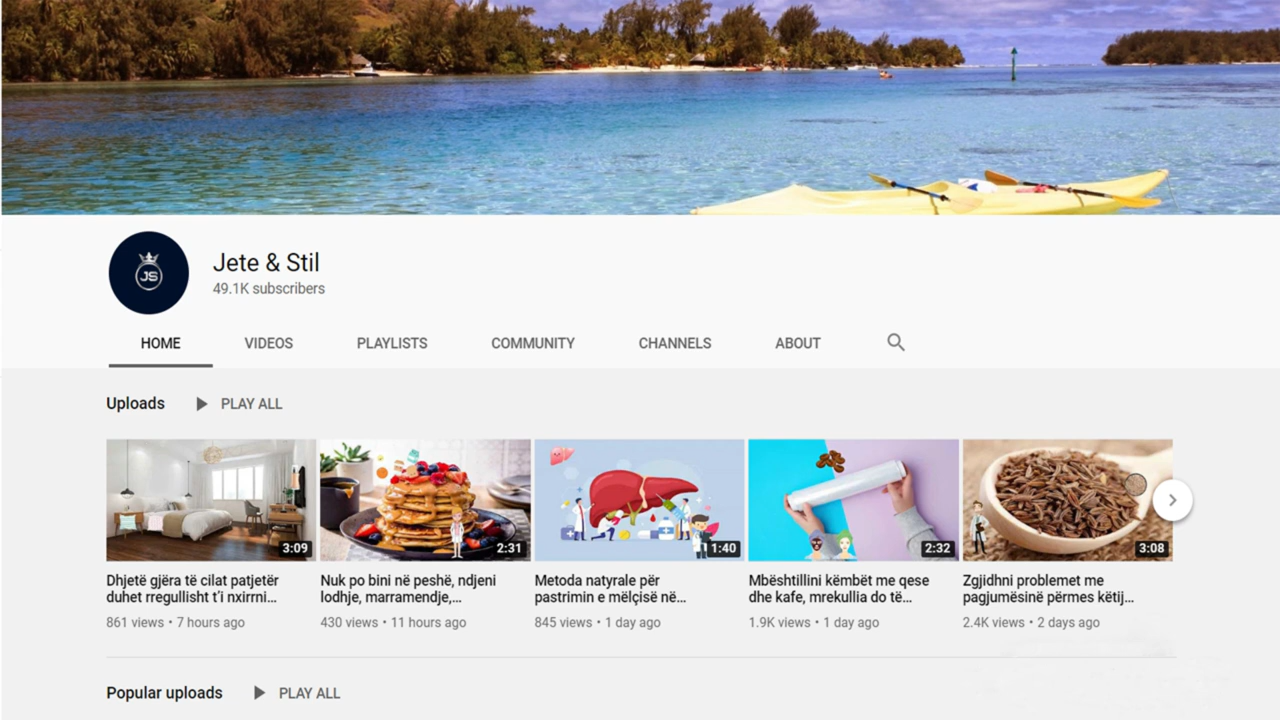 JS
Jete & Stil
49.1K subscribers
HOME VIDEOS PLAYLISTS COMMUNITY CHANNELS ABOUT
Uploads PLAY ALL
3:09 2:31 1:40 2:32 3:08
Dhjetë gjëra të cilat patjetër
duhet rregullisht t'i nxirrni...
861 views • 7 hours ago
Nuk po bini në peshë, ndjeni
lodhje, marramendje,...
430 views • 11 hours ago
Metoda natyrale për
pastrimin e mëlçisë në...
845 views • 1 day ago
Mbështillini këmbët me qese
dhe kafe, mrekullia do të...
1.9K views • 1 day ago
Zgjidhni problemet me
pagjumësinë përmes këtij...
2.4K views • 2 days ago
Popular uploads PLAY ALL